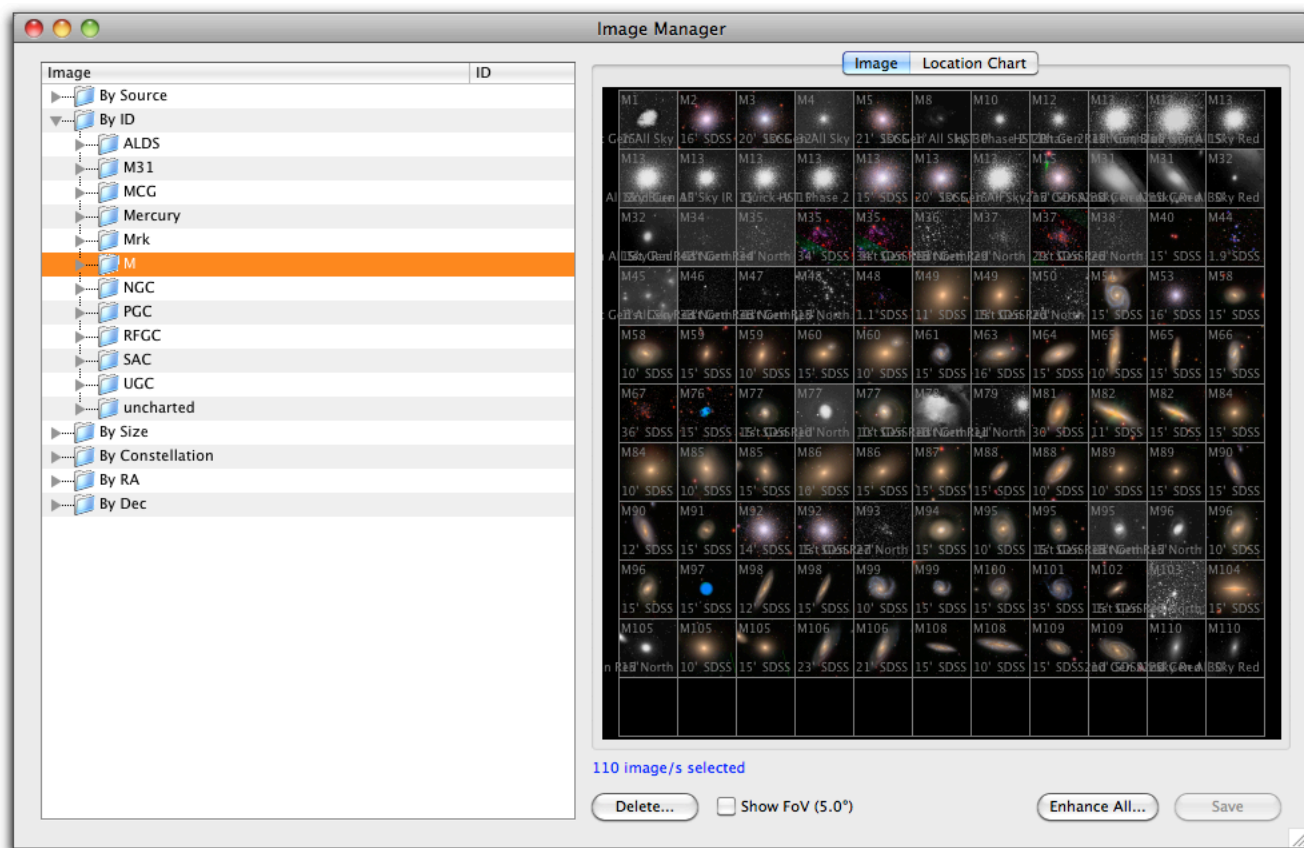 Image Manager
Image ID
Image Location Chart
By Source
By ID
ALDS
M31
MCG
Mercury
Mrk
M
NGC
PGC
RFGC
SAC
UGC
uncharted
By Size
By Constellation
By RA
By Dec
M1 M2 M3 M4 M5 M8 M10 M12 M13 M13 M13
M13 M13 M13 M13 M13 M13 M13 M15 M31 M31 M32
M32 M34 M35 M35 M35 M36 M37 M37 M38 M40 M44
15' SDSS 1.9° SDSS
M45 M46 M47 M48 M48 M49 M49 M50 M51 M53 M58
1.1° SDSS 11' SDSS 15' SDSS 16' SDSS 15' SDSS
M58 M59 M59 M60 M60 M61 M63 M64 M65 M65 M66
10' SDSS 15' SDSS 10' SDSS 15' SDSS 10' SDSS 15' SDSS 16' SDSS 15' SDSS 10' SDSS 15' SDSS 15' SDSS
M67 M76 M77 M77 M77 M78 M79 M81 M82 M82 M84
36' SDSS 15' SDSS 30' SDSS 11' SDSS 15' SDSS 15' SDSS
M84 M85 M85 M86 M86 M87 M88 M88 M89 M89 M90
10' SDSS 10' SDSS 15' SDSS 10' SDSS 15' SDSS 15' SDSS 15' SDSS 10' SDSS 10' SDSS 15' SDSS 15' SDSS
M90 M91 M92 M92 M93 M94 M95 M95 M95 M96 M96
12' SDSS 15' SDSS 14' SDSS 15' SDSS 10' SDSS 10' SDSS
M96 M97 M98 M98 M99 M99 M100 M101 M102 M103 M104
15' SDSS 15' SDSS 12' SDSS 15' SDSS 10' SDSS 15' SDSS 15' SDSS 35' SDSS 15' SDSS
M105 M105 M105 M106 M106 M108 M108 M109 M109 M110 M110
10' SDSS 15' SDSS 23' SDSS 21' SDSS 15' SDSS 10' SDSS 15' SDSS
110 image/s selected
Delete... Show FoV (5.0°) Enhance All... Save